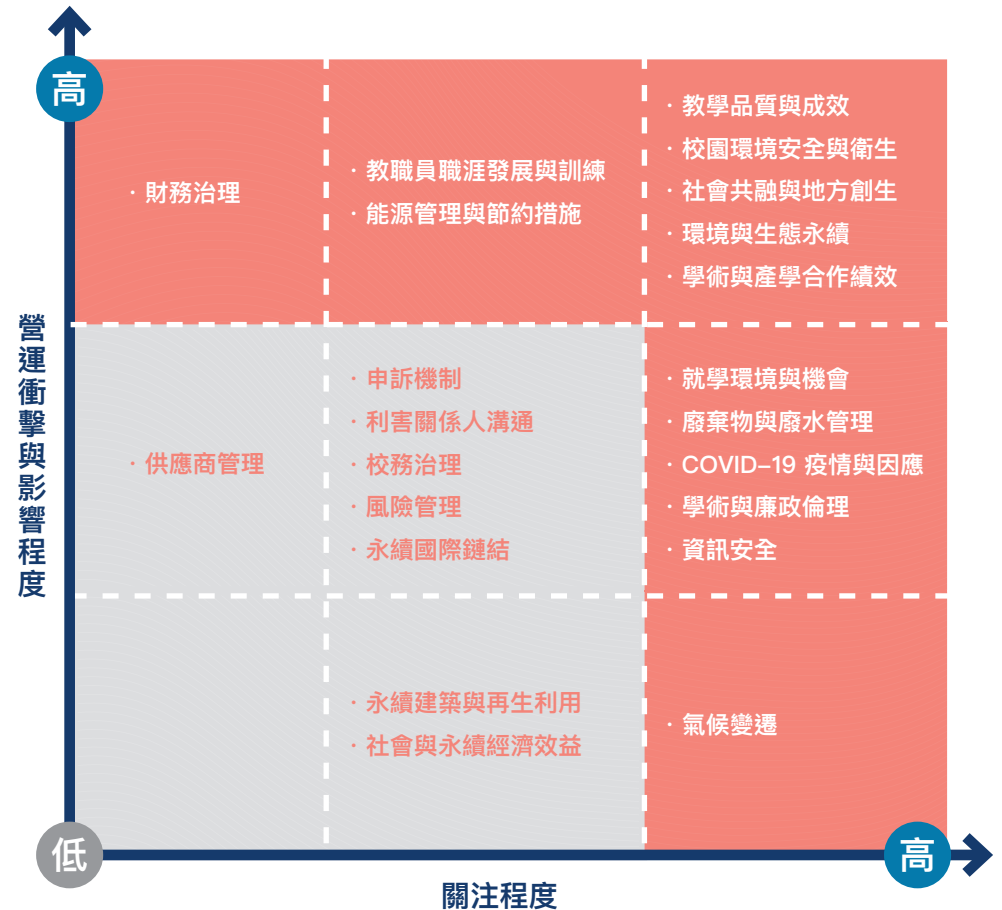 高
· 財務治理
· 教職員職涯發展與訓練
· 能源管理與節約措施
· 教學品質與成效
· 校園環境安全與衛生
· 社會共融與地方創生
· 環境與生態永續
· 學術與產學合作績效
營運衝擊與影響程度
· 供應商管理
· 申訴機制
· 利害關係人溝通
· 校務治理
· 風險管理
· 永續國際鏈結
· 就學環境與機會
· 廢棄物與廢水管理
· COVID–19 疫情與因應
· 學術與廉政倫理
· 資訊安全
· 永續建築與再生利用
· 社會與永續經濟效益
· 氣候變遷
低
高
關注程度